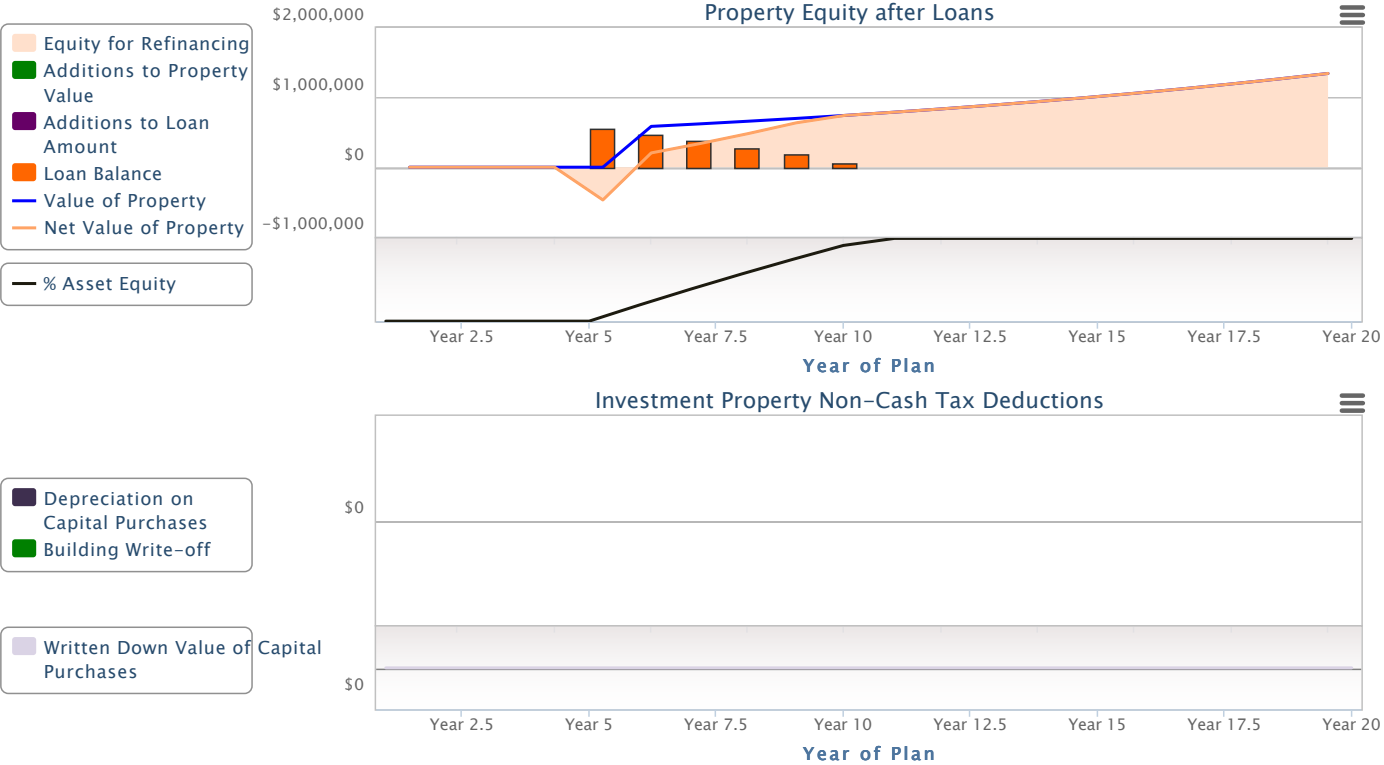 Property Equity after Loans
$2,000,000
$1,000,000
$0
−$1,000,000
Equity for Refinancing
Additions to Property
Value
Additions to Loan
Amount
Loan Balance
Value of Property
Net Value of Property
% Asset Equity
Year 2.5
Year 5
Year 7.5
Year 10
Year 12.5
Year 15
Year 17.5
Year 20
Year of Plan
Investment Property Non−Cash Tax Deductions
$0
Depreciation on
Capital Purchases
Building Write−off
Written Down Value of Capital
Purchases
$0
Year 2.5
Year 5
Year 7.5
Year 10
Year 12.5
Year 15
Year 17.5
Year 20
Year of Plan